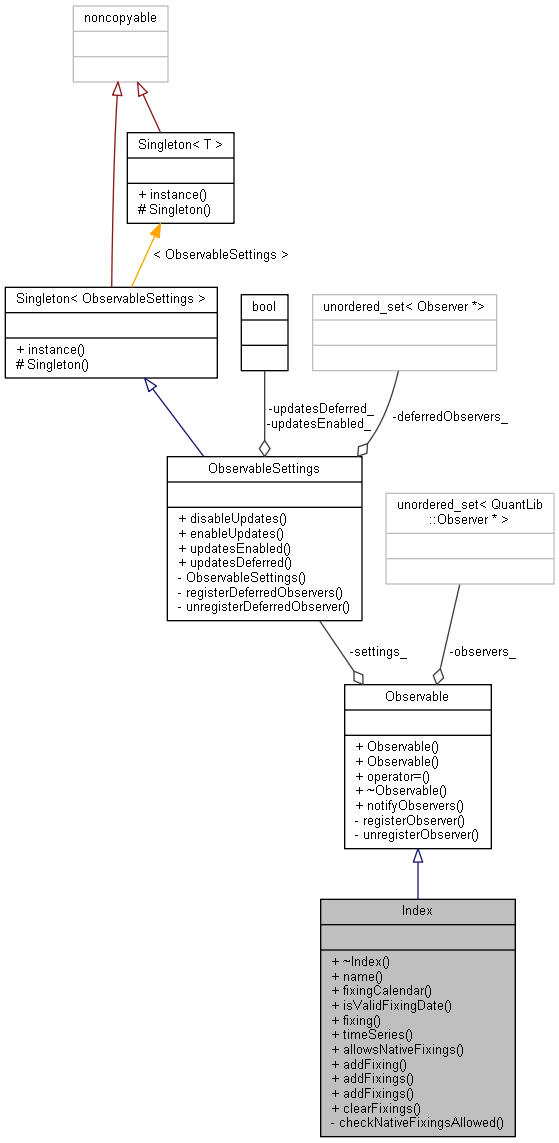 noncopyable
Singleton< T >
+ instance()
# Singleton()
< ObservableSettings >
Singleton< ObservableSettings >
+ instance()
# Singleton()
bool
unordered_set< Observer *>
-updatesDeferred_
-updatesEnabled_
-deferredObservers_
ObservableSettings
+ disableUpdates()
+ enableUpdates()
+ updatesEnabled()
+ updatesDeferred()
- ObservableSettings()
- registerDeferredObservers()
- unregisterDeferredObserver()
unordered_set< QuantLib
::Observer * >
-settings_
-observers_
Observable
+ Observable()
+ Observable()
+ operator=()
+ ~Observable()
+ notifyObservers()
- registerObserver()
- unregisterObserver()
Index
+ ~Index()
+ name()
+ fixingCalendar()
+ isValidFixingDate()
+ fixing()
+ timeSeries()
+ allowsNativeFixings()
+ addFixing()
+ addFixings()
+ addFixings()
+ clearFixings()
- checkNativeFixingsAllowed()